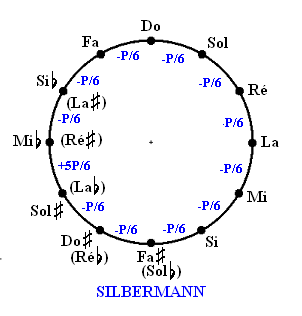 Do
Fa
Sol
-P/6
-P/6
-P/6
-P/6
Si♭
(La♯)
Ré
-P/6
P/6
Mi♭
(Ré♯)
La
+5P/6
-P/6
(La♭)
Sol♯
Mi
-P/6
-P/6
Do♯
-P/6
-P/6
Si
(Ré♭)
Fa♯
(Sol♭)
SILBERMANN